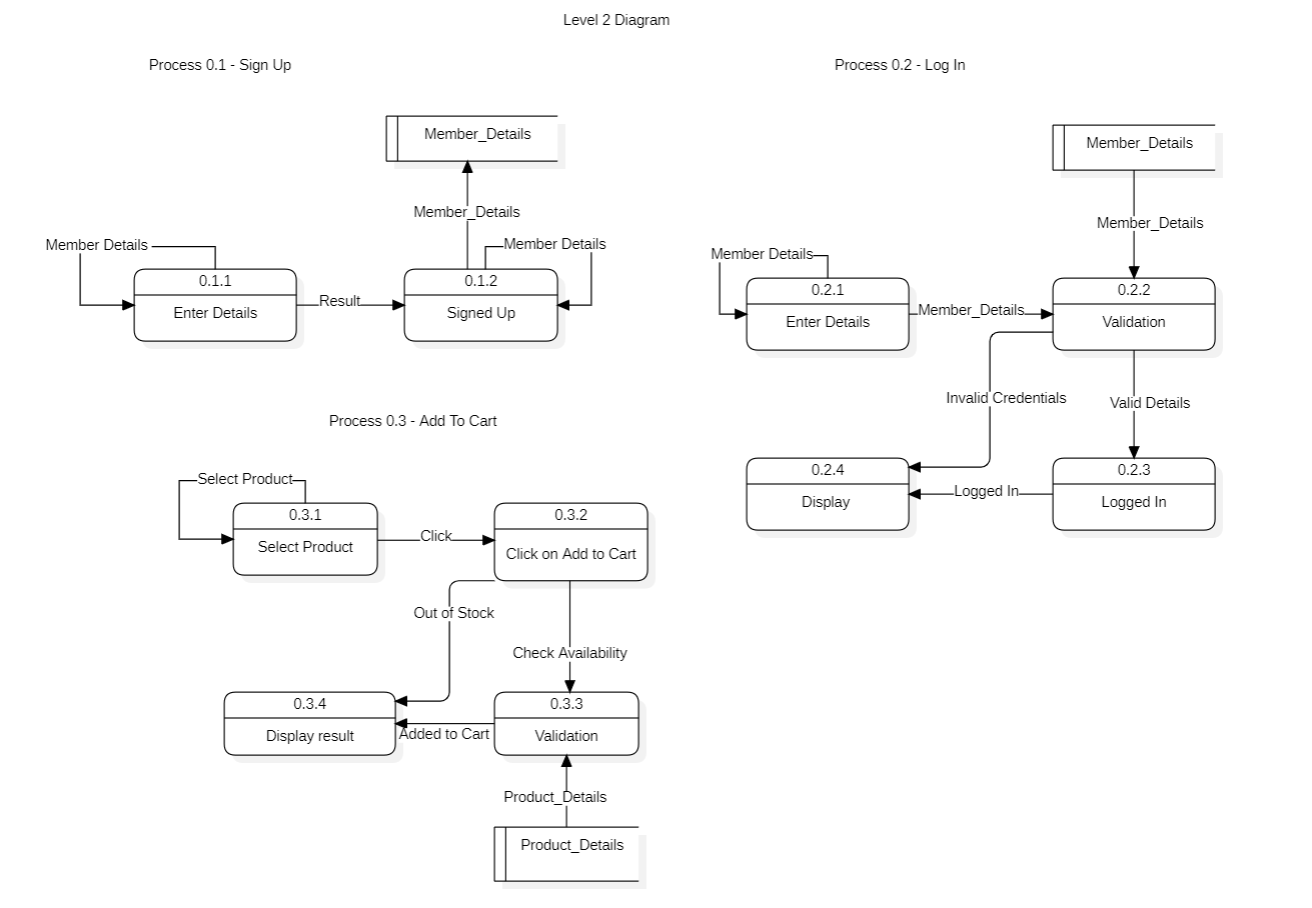 Level 2 Diagram
Process 0.1 - Sign Up
Member_Details
Member_Details
Member Details
Member Details
0.1.1
Enter Details
Result
0.1.2
Signed Up
Process 0.2 - Log In
Member_Details
Member_Details
Member Details
0.2.1
Enter Details
Member_Details
0.2.2
Validation
Invalid Credentials
Valid Details
0.2.4
Display
Logged In
0.2.3
Logged In
Process 0.3 - Add To Cart
Select Product
0.3.1
Select Product
Click
0.3.2
Click on Add to Cart
Out of Stock
Check Availability
0.3.4
Display result
Added to Cart
0.3.3
Validation
Product_Details
Product_Details